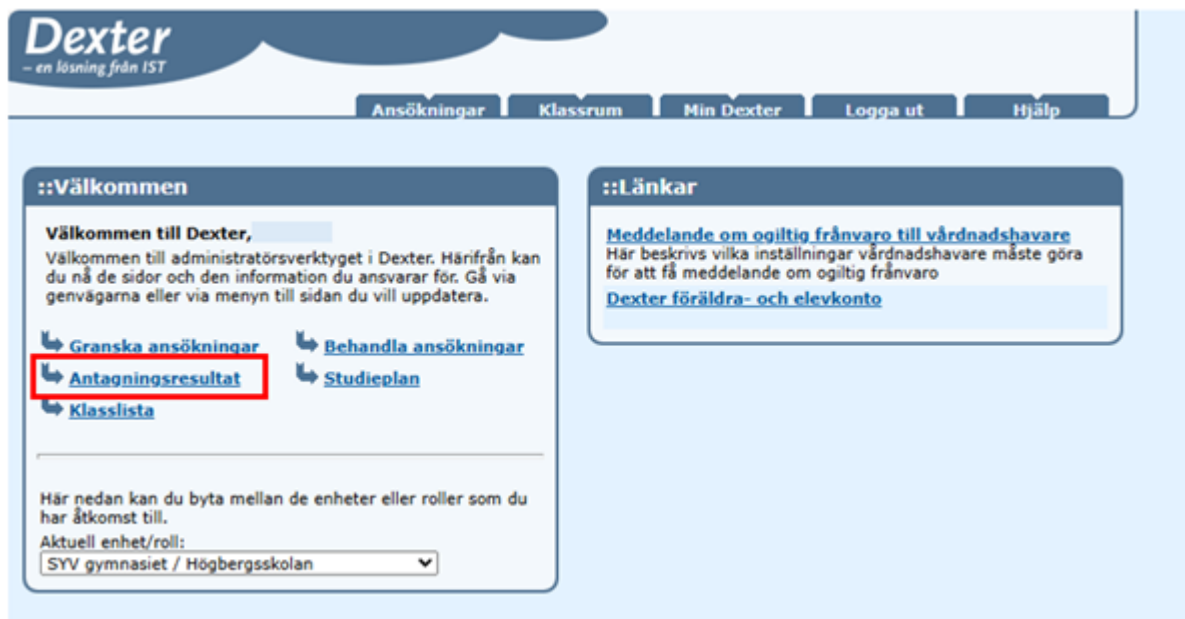 Dexter
– en lösning från IST
Ansökningar Klassrum Min Dexter Logga ut Hjälp
::Välkommen
Välkommen till Dexter,
Välkommen till administratörsverktyget i Dexter. Härifrån kan
du nå de sidor och den information du ansvarar för. Gå via
genvägarna eller via menyn till sidan du vill uppdatera.
Granska ansökningar Behandla ansökningar
Antagningsresultat Studieplan
Klasslista
Här nedan kan du byta mellan de enheter eller roller som du
har åtkomst till.
Aktuell enhet/roll:
SYV gymnasiet / Högbergsskolan
::Länkar
Meddelande om ogiltig frånvaro till vårdnadshavare
Här beskrivs vilka inställningar vårdnadshavare måste göra
för att få meddelande om ogiltig frånvaro
Dexter föräldra- och elevkonto